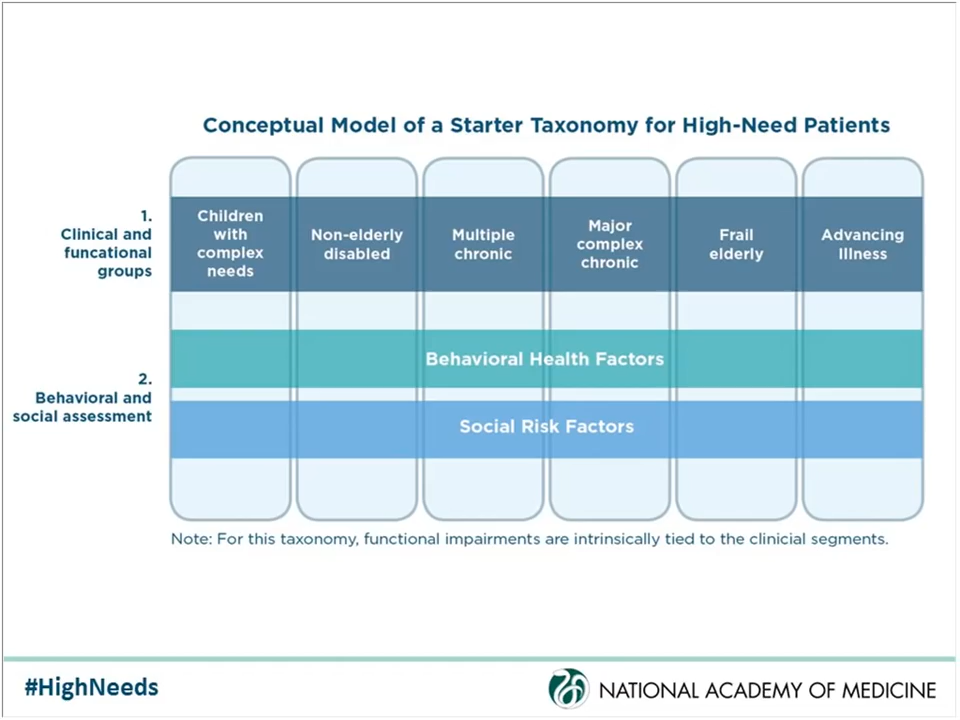 Conceptual Model of a Starter Taxonomy for High-Need Patients
1.
Clinical and
funcational
groups
Children
with
complex
needs
Non-elderly
disabled
Multiple
chronic
Major
complex
chronic
Frail
elderly
Advancing
Illness
2.
Behavioral and
social assessment
Behavioral Health Factors
Social Risk Factors
Note: For this taxonomy, functional impairments are intrinsically tied to the clinicial segments.
#HighNeeds
NATIONAL ACADEMY OF MEDICINE